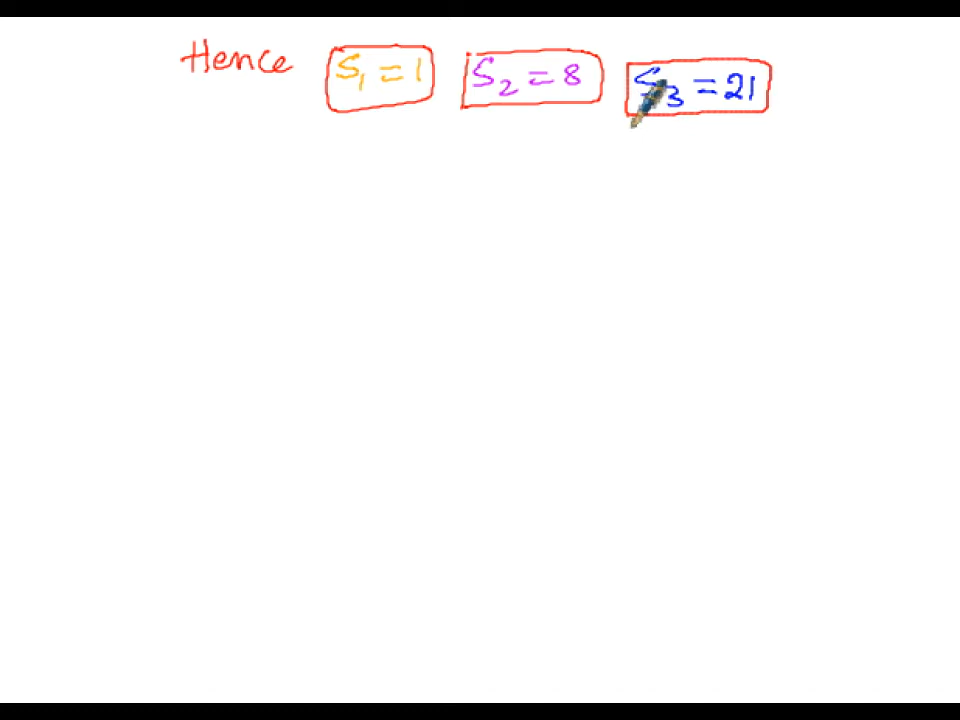 Hence S₁ = 1 S₂ = 8 S₃ = 21